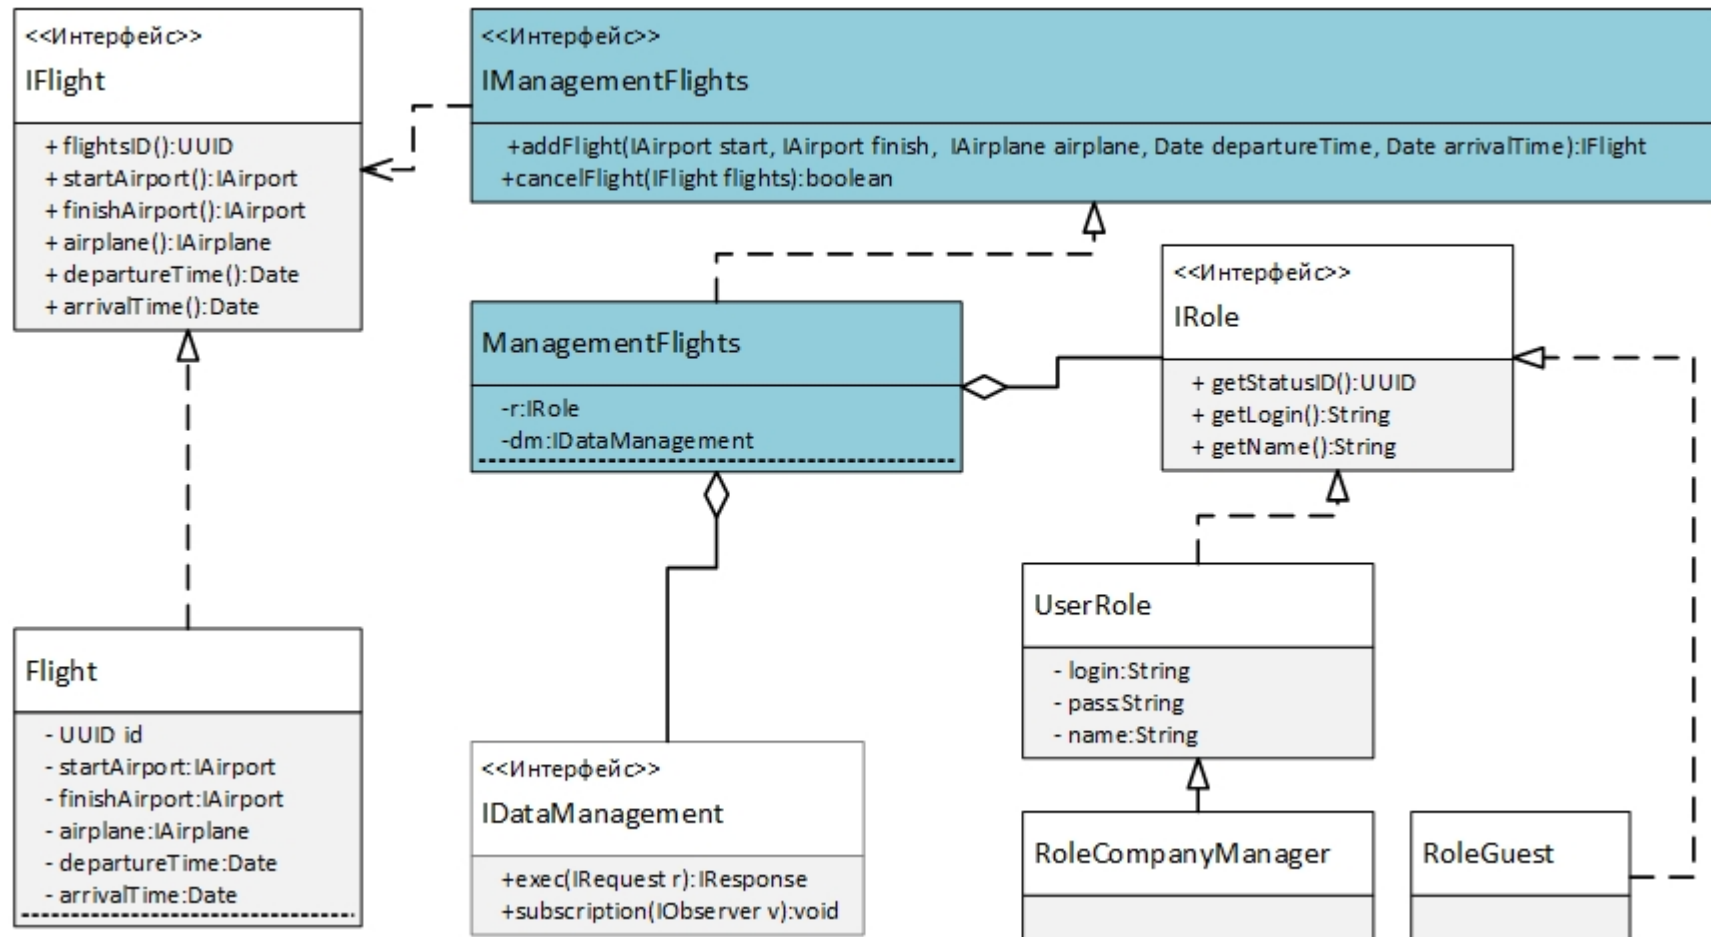 <<Интерфейс>>
IFlight
+ flightsID():UUID
+ startAirport():IAirport
+ finishAirport():IAirport
+ airplane():IAirplane
+ departureTime():Date
+ arrivalTime():Date
<<Интерфейс>>
IManagementFlights
+addFlight(IAirport start, IAirport finish, IAirplane airplane, Date departureTime, Date arrivalTime):IFlight
+cancelFlight(IFlight flights):boolean
ManagementFlights
-r:IRole
-dm:IDataManagement
<<Интерфейс>>
IRole
+ getStatusID():UUID
+ getLogin():String
+ getName():String
UserRole
- login:String
- pass:String
- name:String
Flight
- UUID id
- startAirport:IAirport
- finishAirport:IAirport
- airplane:IAirplane
- departureTime:Date
- arrivalTime:Date
<<Интерфейс>>
IDataManagement
+exec(IRequest r):IResponse
+subscription(IObserver v):void
RoleCompanyManager
RoleGuest